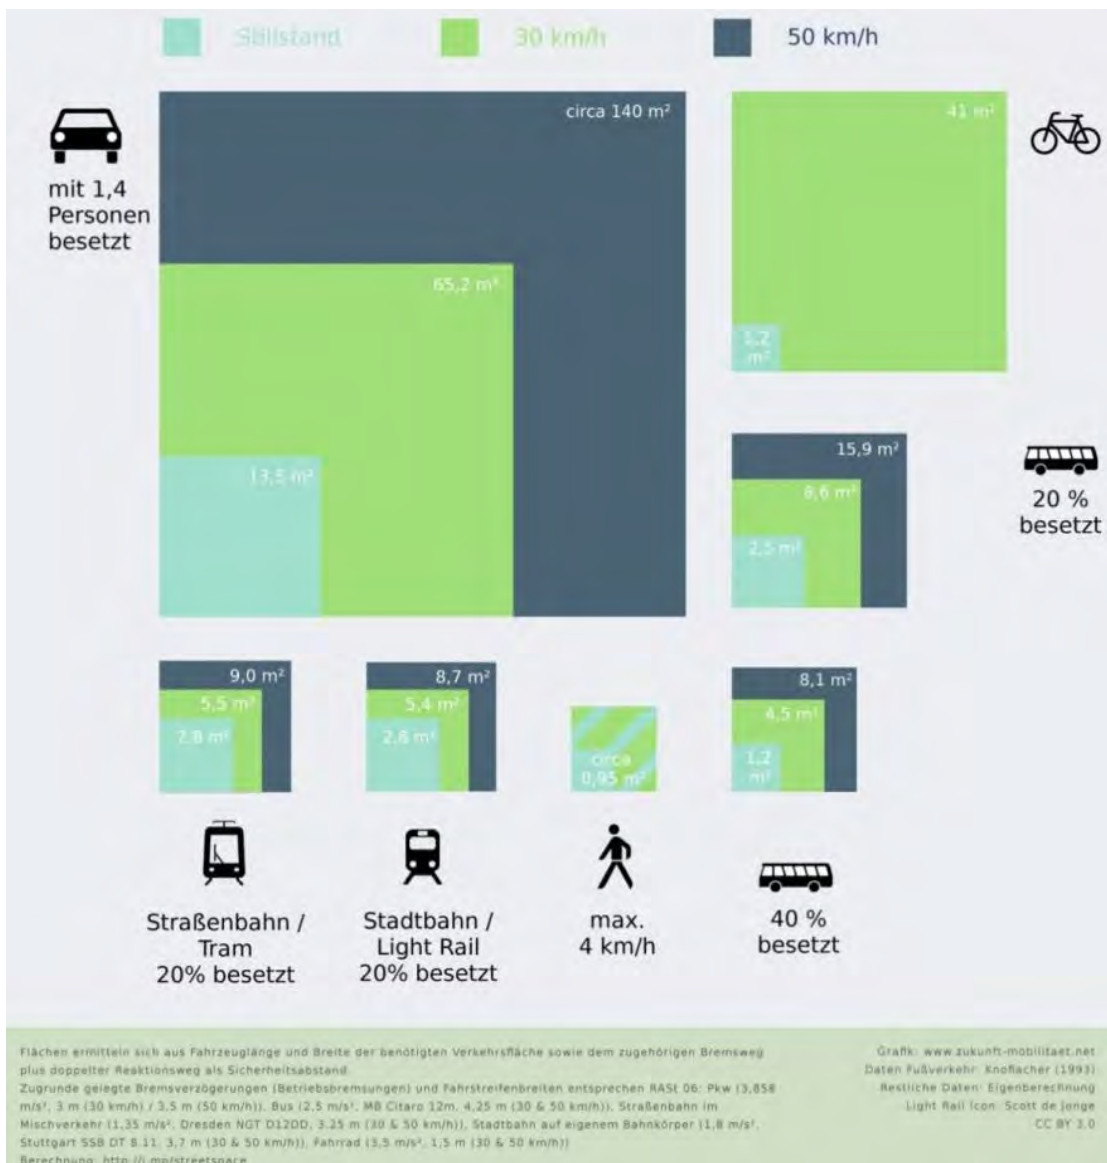 Stillstand
30 km/h
50 km/h
mit 1,4
Personen
besetzt
circa 140 m²
65,2 m²
13,5 m²
41 m²
1,2
m²
15,9 m²
8,6 m²
2,5 m²
20 %
besetzt
9,0 m²
5,5 m²
2,8 m²
8,7 m²
5,4 m²
2,8 m²
circa
0,95 m²
8,1 m²
4,5 m²
1,2
m²
Straßenbahn /
Tram
20% besetzt
Stadtbahn /
Light Rail
20% besetzt
max.
4 km/h
40 %
besetzt
Flächen ermitteln sich aus Fahrzeuglänge und Breite der benötigten Verkehrsfläche sowie dem zugehörigen Bremsweg
plus doppelter Reaktionsweg als Sicherheitsabstand
Zugrunde gelegte Bremsverzögerungen (Betriebsbremsungen) und Fahrstreifenbreiten entsprechen RASt 06: Pkw (3,858
m/s², 3 m (30 km/h) / 3,5 m (50 km/h)), Bus (2,5 m/s², MB Citaro 12m, 4,25 m (30 & 50 km/h)), Straßenbahn im
Mischverkehr (1,35 m/s², Dresden NGT D12DD, 3,25 m (30 & 50 km/h)), Stadtbahn auf eigenem Bahnkörper (1,8 m/s²,
Stuttgart SSB DT 8.11, 3,7 m (30 & 50 km/h)), Fahrrad (3,5 m/s², 1,5 m (30 & 50 km/h))
Berechnung: http://j.mp/streetspace
Grafik: www.zukunft-mobilitaet.net
Daten Fußverkehr: Knoflacher (1993)
Restliche Daten: Eigenberechnung
Light Rail Icon: Scott de Jonge
CC BY 3.0